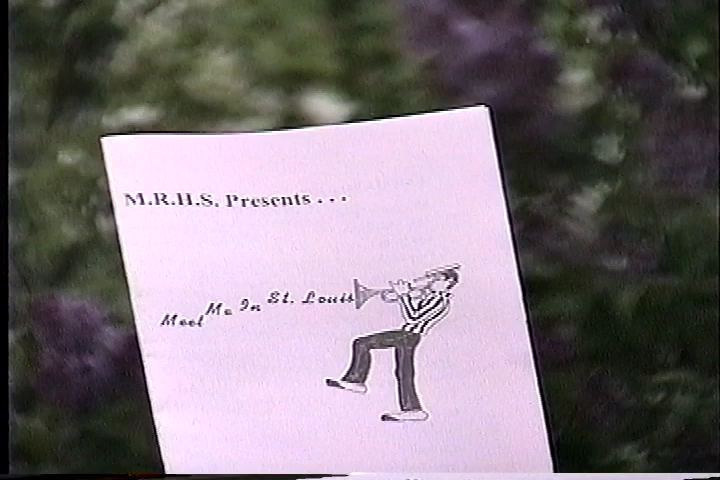 M.R.H.S. Presents . . .
Meet Me In St. Louis